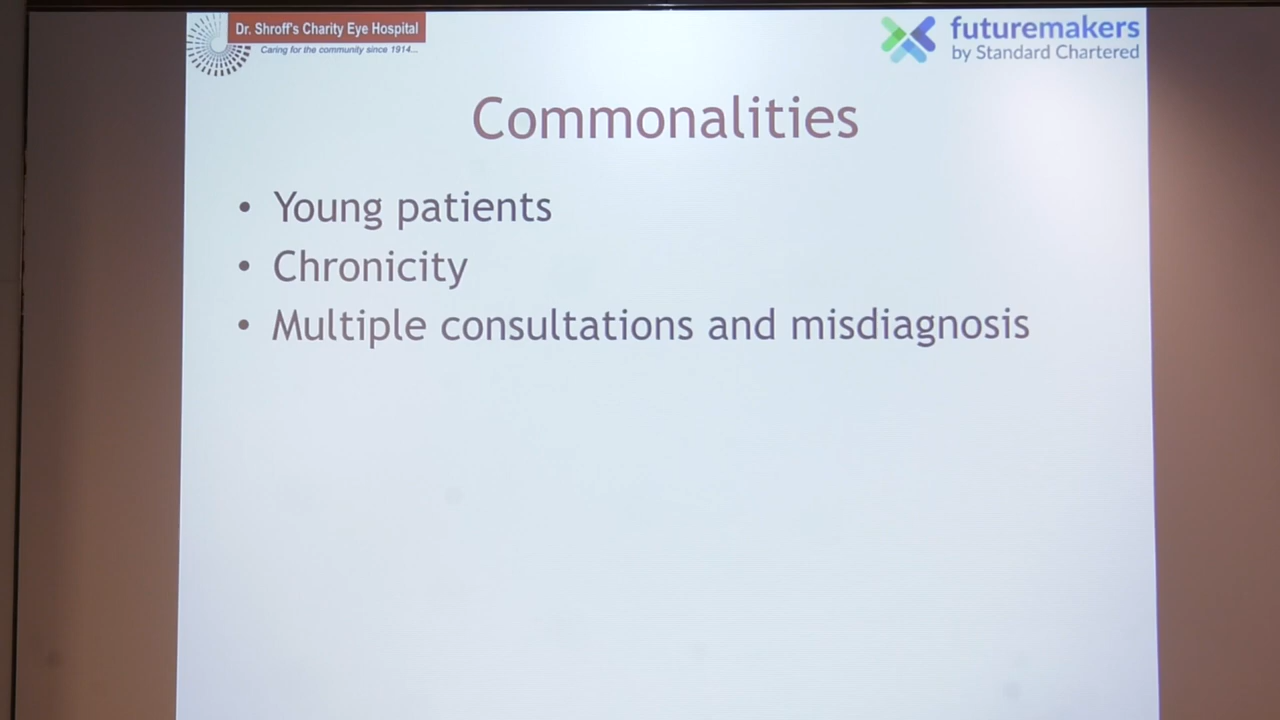 Dr. Shroff's Charity Eye Hospital
Caring for the community since 1914...
futuremakers
by Standard Chartered
Commonalities
• Young patients
• Chronicity
• Multiple consultations and misdiagnosis